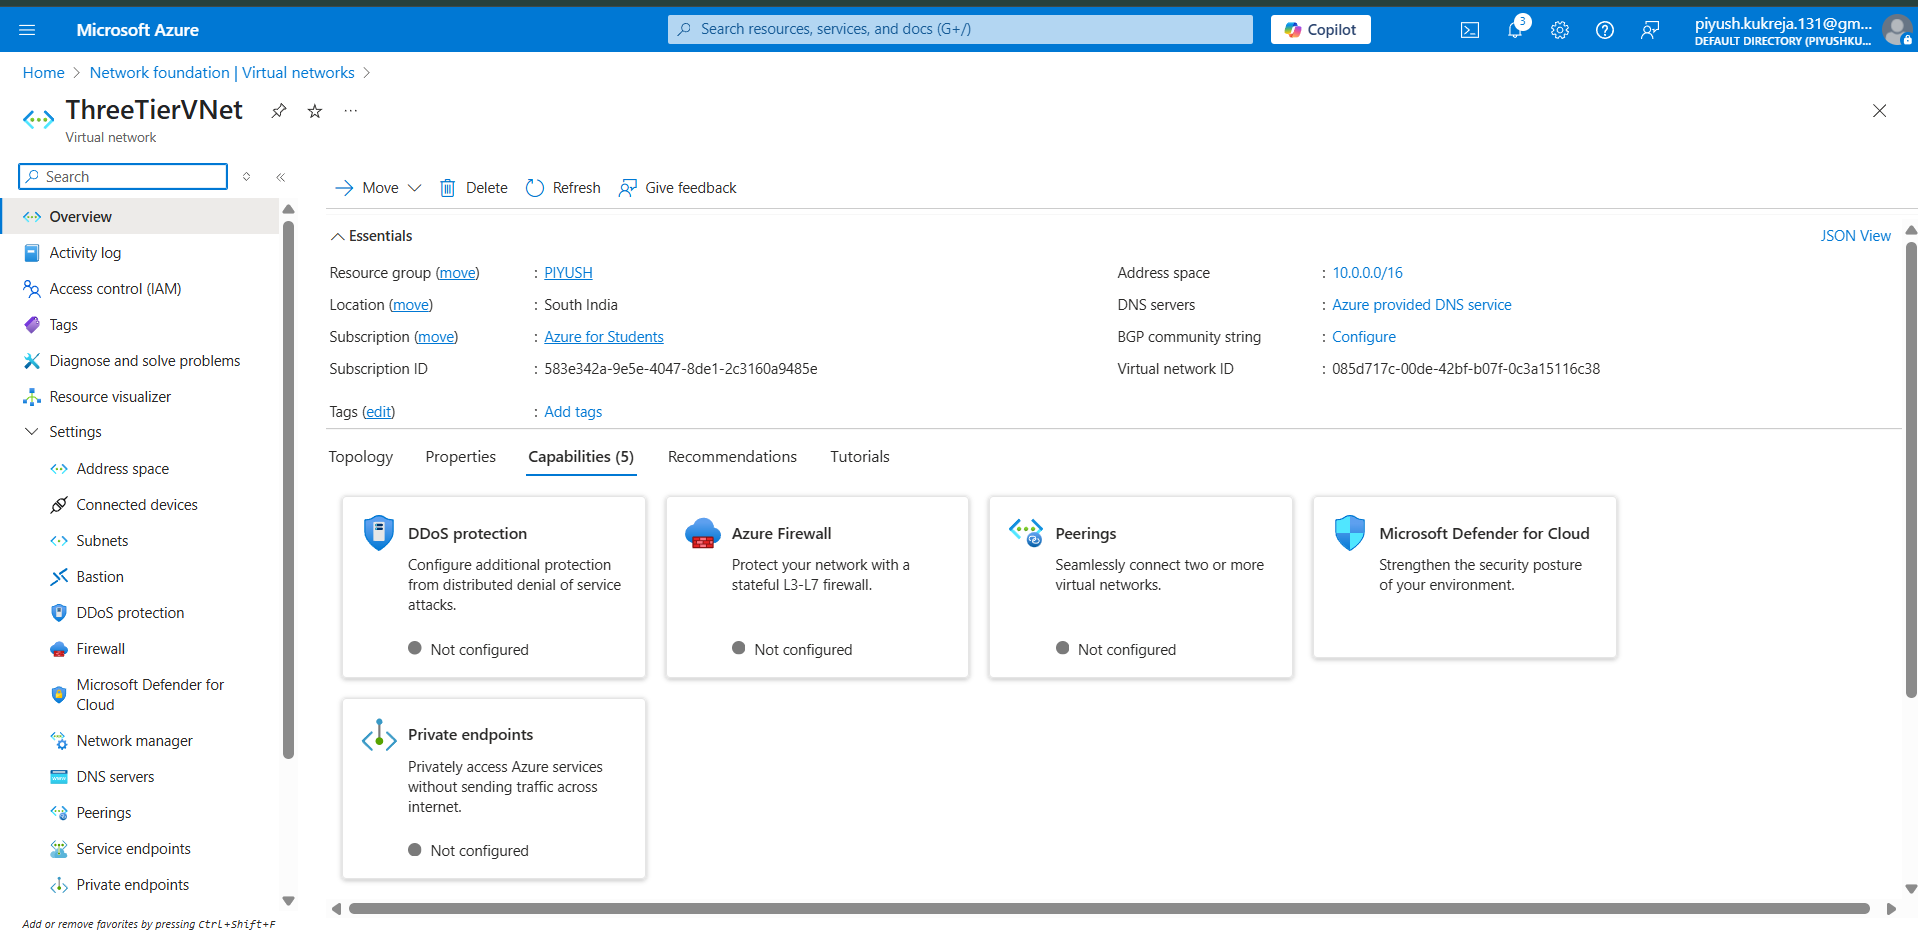 Microsoft Azure
Search resources, services, and docs (G+/)
Copilot
3
piyush.kukreja.131@gm...
DEFAULT DIRECTORY (PIYUSHKU...
Home > Network foundation | Virtual networks >
ThreeTierVNet
Virtual network
Search
Overview
Activity log
Access control (IAM)
Tags
Diagnose and solve problems
Resource visualizer
Settings
Address space
Connected devices
Subnets
Bastion
DDoS protection
Firewall
Microsoft Defender for
Cloud
Network manager
DNS servers
Peerings
Service endpoints
Private endpoints
Add or remove favorites by pressing Ctrl+Shift+F
Move
Delete
Refresh
Give feedback
Essentials
JSON View
Resource group (move) : PIYUSH
Location (move) : South India
Subscription (move) : Azure for Students
Subscription ID : 583e342a-9e5e-4047-8de1-2c3160a9485e
Address space : 10.0.0.0/16
DNS servers : Azure provided DNS service
BGP community string : Configure
Virtual network ID : 085d717c-00de-42bf-b07f-0c3a15116c38
Tags (edit) : Add tags
Topology
Properties
Capabilities (5)
Recommendations
Tutorials
DDoS protection
Configure additional protection
from distributed denial of service
attacks.
Not configured
Azure Firewall
Protect your network with a
stateful L3-L7 firewall.
Not configured
Peerings
Seamlessly connect two or more
virtual networks.
Not configured
Microsoft Defender for Cloud
Strengthen the security posture
of your environment.
Private endpoints
Privately access Azure services
without sending traffic across
internet.
Not configured